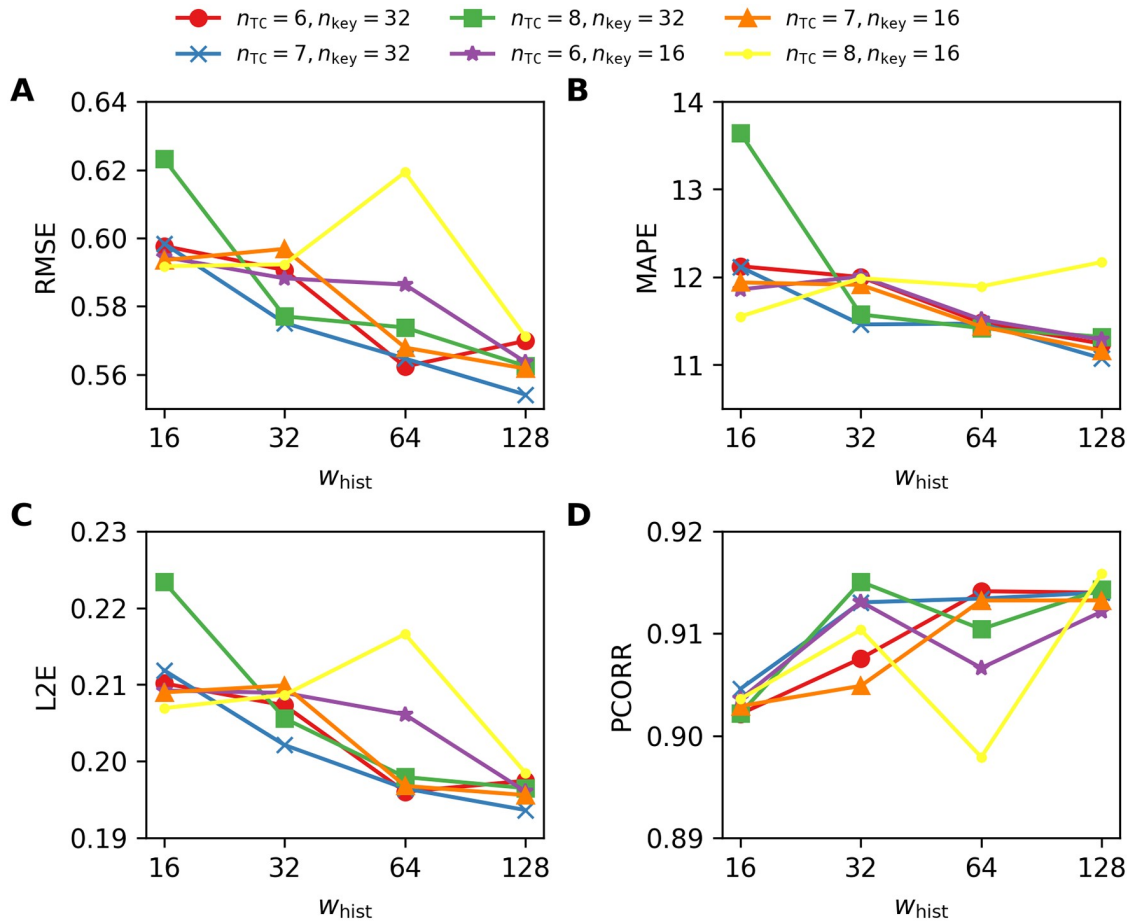 n_TC = 6, n_key = 32 n_TC = 8, n_key = 32 n_TC = 7, n_key = 16
n_TC = 7, n_key = 32 n_TC = 6, n_key = 16 n_TC = 8, n_key = 16
A
0.64
0.62
0.60
0.58
0.56
RMSE
16 32 64 128
w_hist
B
14
13
12
11
MAPE
16 32 64 128
w_hist
C
0.23
0.22
0.21
0.20
0.19
L2E
16 32 64 128
w_hist
D
0.92
0.91
0.90
0.89
PCORR
16 32 64 128
w_hist